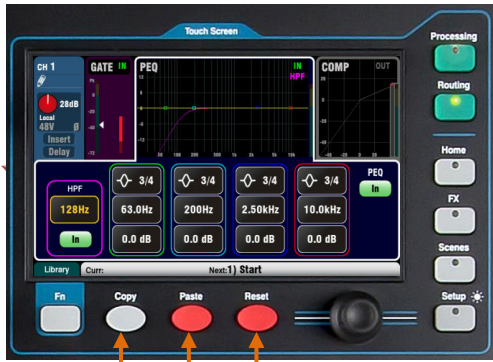 Touch Screen
Processing
Routing
Home
FX
Scenes
Setup
CH 1
28dB
Local
48V Ø
Insert
Delay
GATE IN
PEQ IN
HPF
COMP OUT
HPF
128Hz
In
3/4
63.0Hz
0.0 dB
3/4
200Hz
0.0 dB
3/4
2.50kHz
0.0 dB
3/4
10.0kHz
0.0 dB
PEQ
In
Library Curr: Next:1) Start
Fn
Copy
Paste
Reset